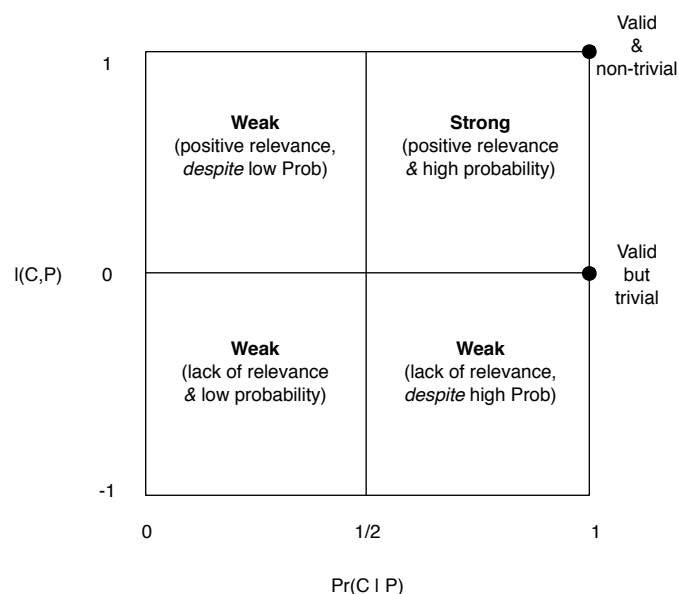 Valid
&
non-trivial
1
Weak
(positive relevance,
despite low Prob)
Strong
(positive relevance
& high probability)
I(C,P)
0
Valid
but
trivial
Weak
(lack of relevance
& low probability)
Weak
(lack of relevance,
despite high Prob)
-1
0
1/2
1
Pr(C | P)